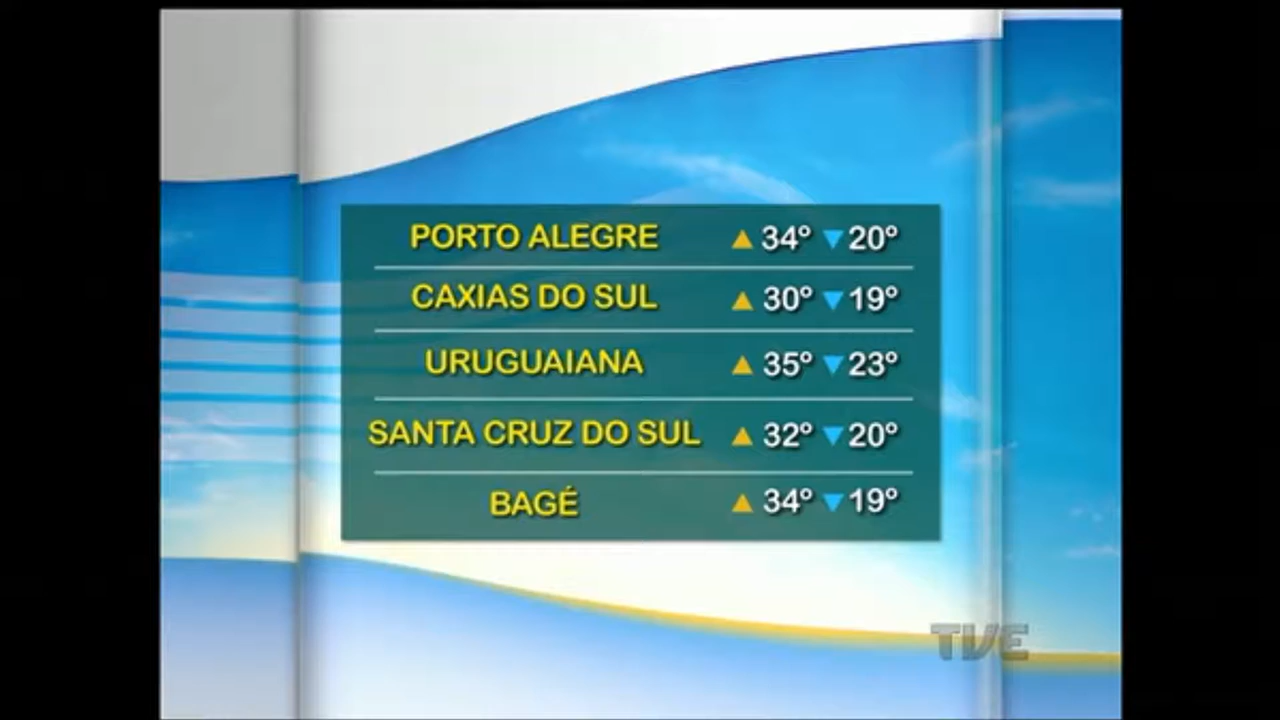 PORTO ALEGRE ▲ 34º ▼ 20º
CAXIAS DO SUL ▲ 30º ▼ 19º
URUGUAIANA ▲ 35º ▼ 23º
SANTA CRUZ DO SUL ▲ 32º ▼ 20º
BAGÉ ▲ 34º ▼ 19º
TVE